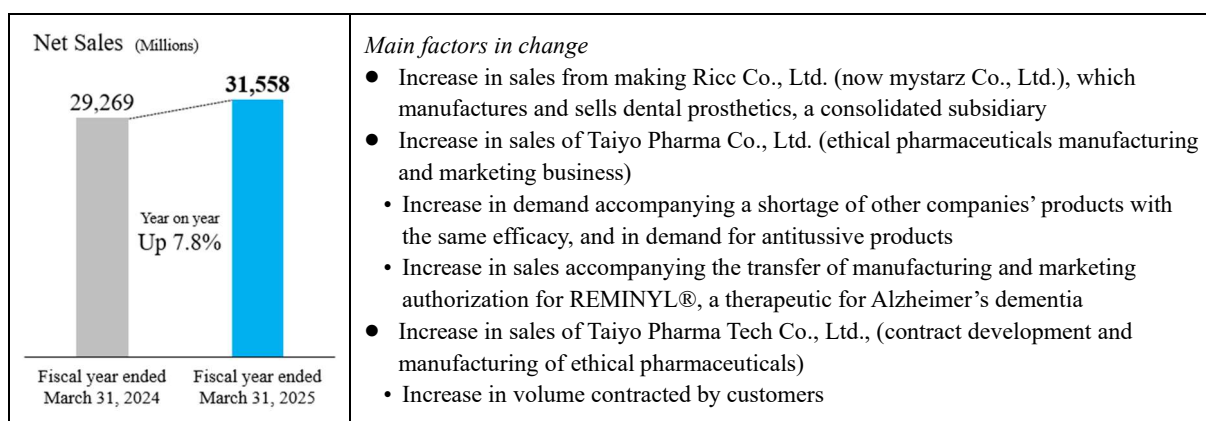 Net Sales (Millions)
29,269
31,558
Year on year
Up 7.8%
Fiscal year ended
March 31, 2024
Fiscal year ended
March 31, 2025
Main factors in change
● Increase in sales from making Ricc Co., Ltd. (now mystarz Co., Ltd.), which
manufactures and sells dental prosthetics, a consolidated subsidiary
● Increase in sales of Taiyo Pharma Co., Ltd. (ethical pharmaceuticals manufacturing
and marketing business)
• Increase in demand accompanying a shortage of other companies’ products with
the same efficacy, and in demand for antitussive products
• Increase in sales accompanying the transfer of manufacturing and marketing
authorization for REMINYL®, a therapeutic for Alzheimer’s dementia
● Increase in sales of Taiyo Pharma Tech Co., Ltd., (contract development and
manufacturing of ethical pharmaceuticals)
• Increase in volume contracted by customers